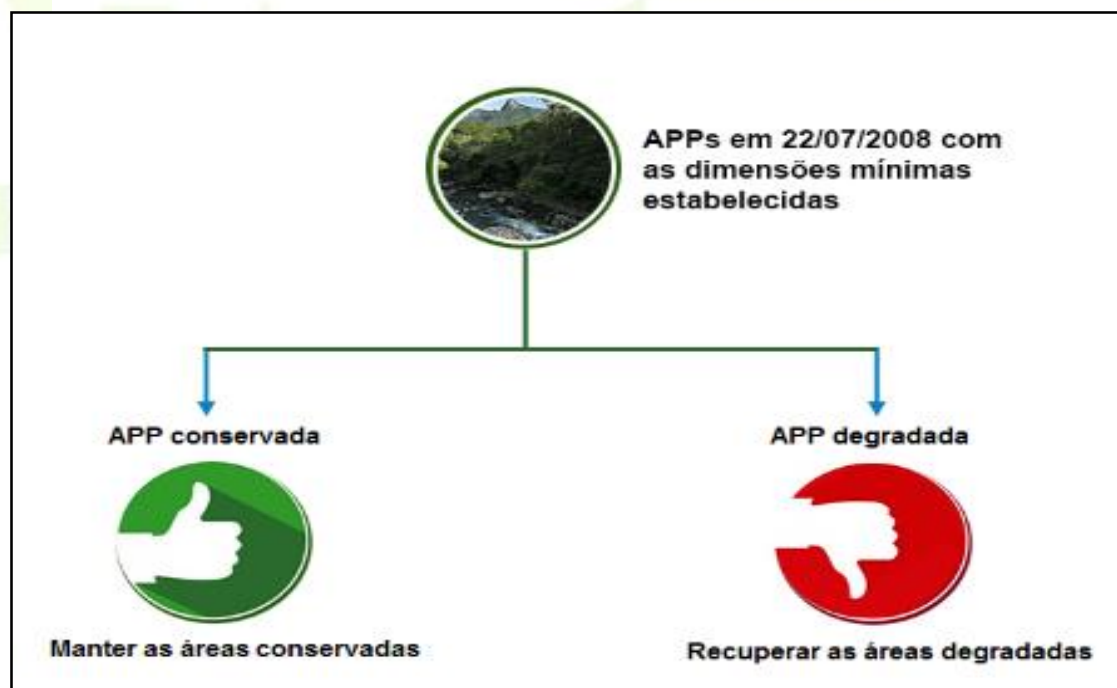 APPs em 22/07/2008 com
as dimensões mínimas
estabelecidas
APP conservada
APP degradada
Manter as áreas conservadas
Recuperar as áreas degradadas